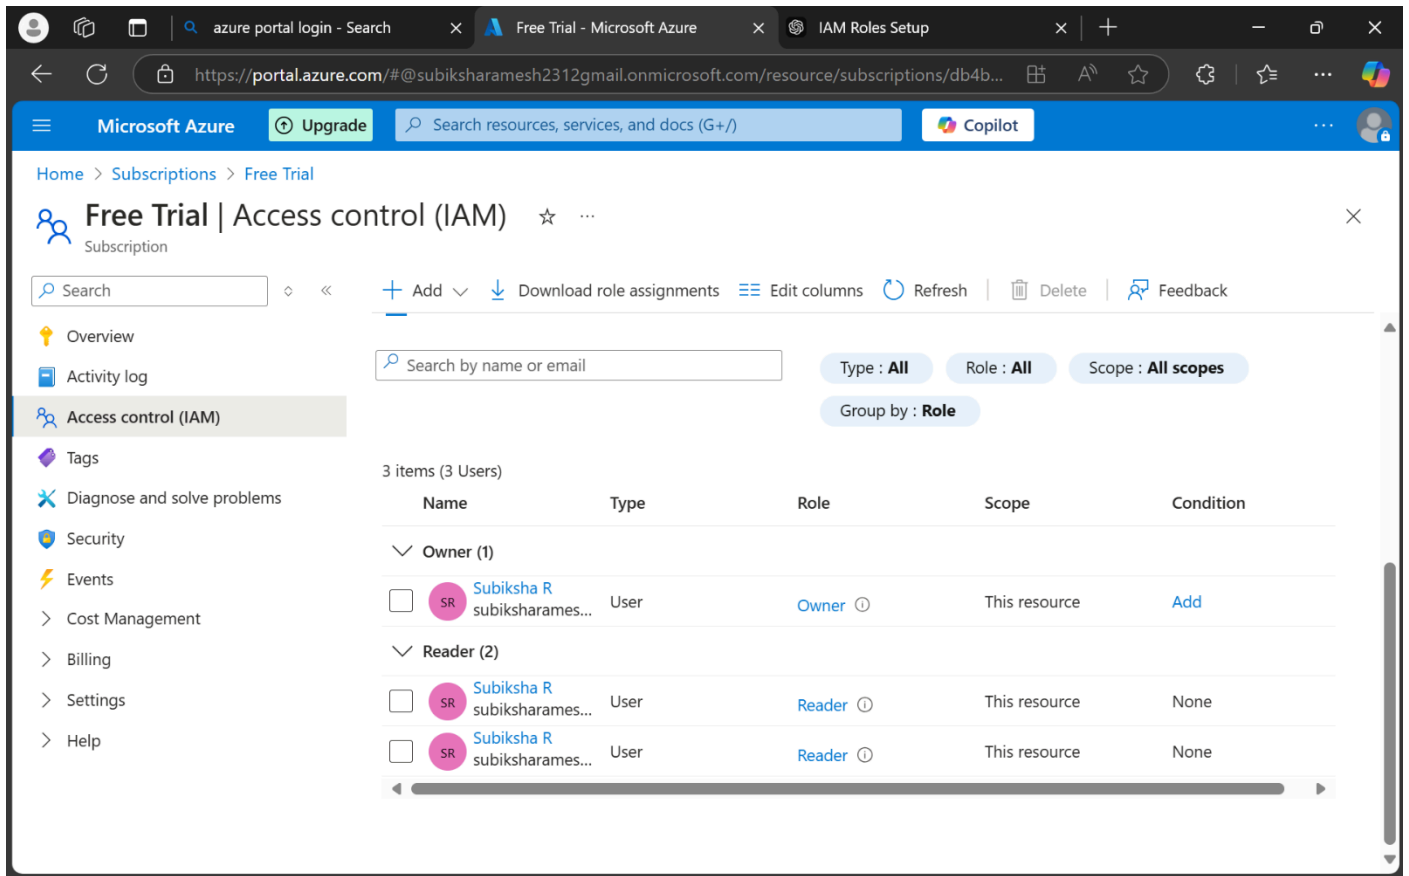 azure portal login - Search
Free Trial - Microsoft Azure
IAM Roles Setup
https://portal.azure.com/#@subiksharamesh2312gmail.onmicrosoft.com/resource/subscriptions/db4b...
Microsoft Azure
Upgrade
Search resources, services, and docs (G+/)
Copilot
Home > Subscriptions > Free Trial
Free Trial | Access control (IAM)
Subscription
Search
Add
Download role assignments
Edit columns
Refresh
Delete
Feedback
Overview
Activity log
Access control (IAM)
Tags
Diagnose and solve problems
Security
Events
Cost Management
Billing
Settings
Help
Search by name or email
Type : All
Role : All
Scope : All scopes
Group by : Role
3 items (3 Users)
Name Type Role Scope Condition
Owner (1)
SR Subiksha R
subiksharames... User Owner This resource Add
Reader (2)
SR Subiksha R
subiksharames... User Reader This resource None
SR Subiksha R
subiksharames... User Reader This resource None